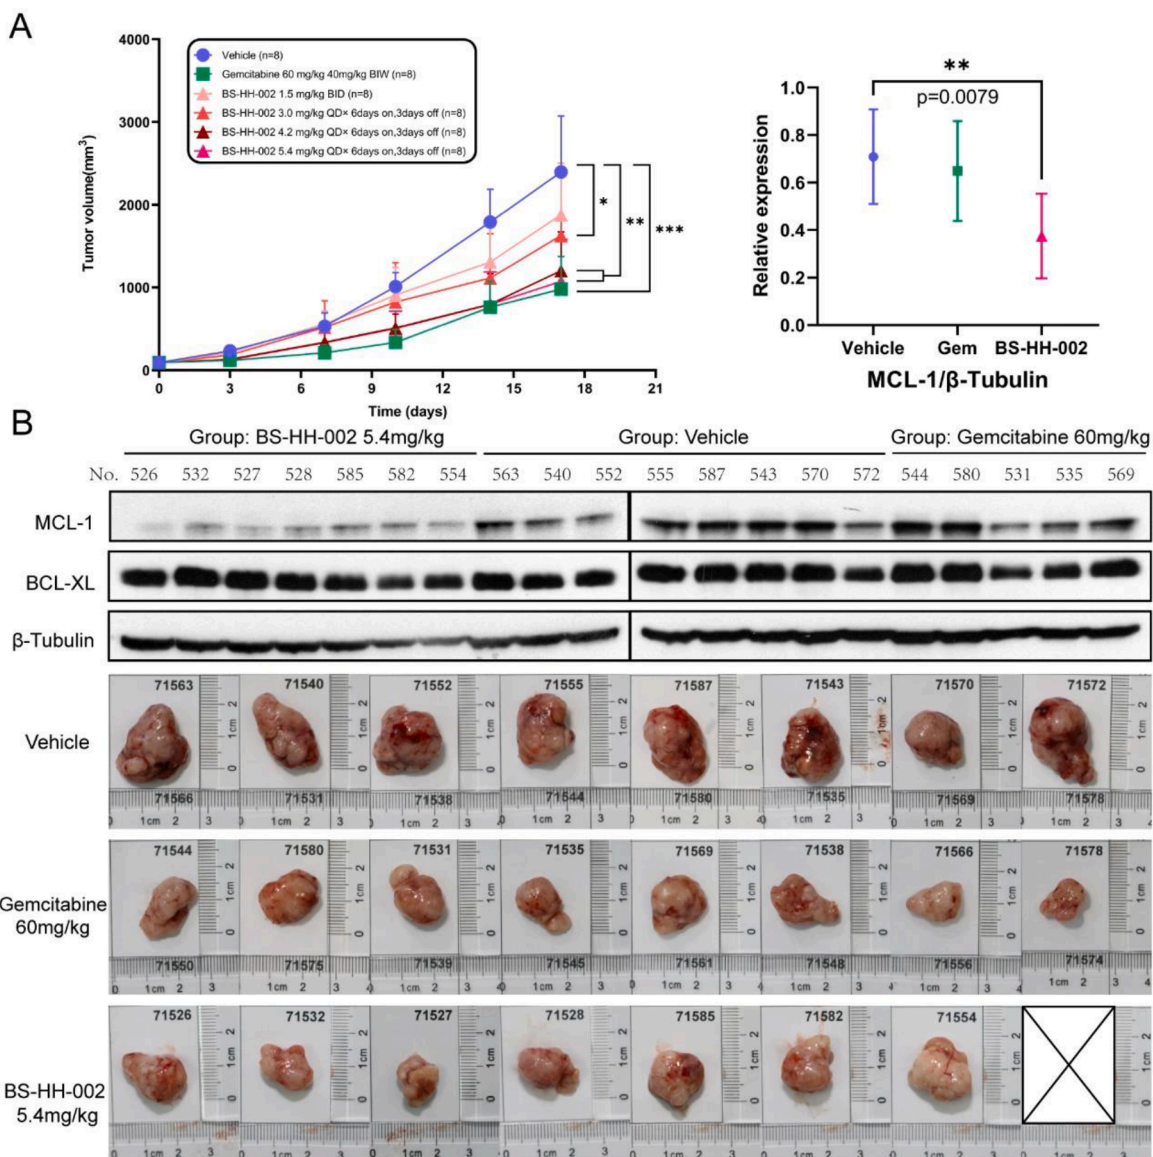 A
4000
3000
2000
1000
0
Tumor volume(mm³)
0 3 6 9 12 15 18 21
Time (days)
Vehicle (n=8)
Gemcitabine 60 mg/kg 40mg/kg BIW (n=8)
BS-HH-002 1.5 mg/kg BID (n=8)
BS-HH-002 3.0 mg/kg QD× 6days on,3days off (n=8)
BS-HH-002 4.2 mg/kg QD× 6days on,3days off (n=8)
BS-HH-002 5.4 mg/kg QD× 6days on,3days off (n=8)
*
**
***
Relative expression
1.0
0.8
0.6
0.4
0.2
0.0
**
p=0.0079
Vehicle Gem BS-HH-002
MCL-1/β-Tubulin
B
Group: BS-HH-002 5.4mg/kg Group: Vehicle Group: Gemcitabine 60mg/kg
No. 526 532 527 528 585 582 554 563 540 552 555 587 543 570 572 544 580 531 535 569
MCL-1
BCL-XL
β-Tubulin
Vehicle
71563 71540 71552 71555 71587 71543 71570 71572
71566 71531 71538 71544 71580 71535 71569 71578
Gemcitabine
60mg/kg
71544 71580 71531 71535 71569 71538 71566 71578
71550 71575 71539 71545 71561 71548 71556 71574
BS-HH-002
5.4mg/kg
71526 71532 71527 71528 71585 71582 71554